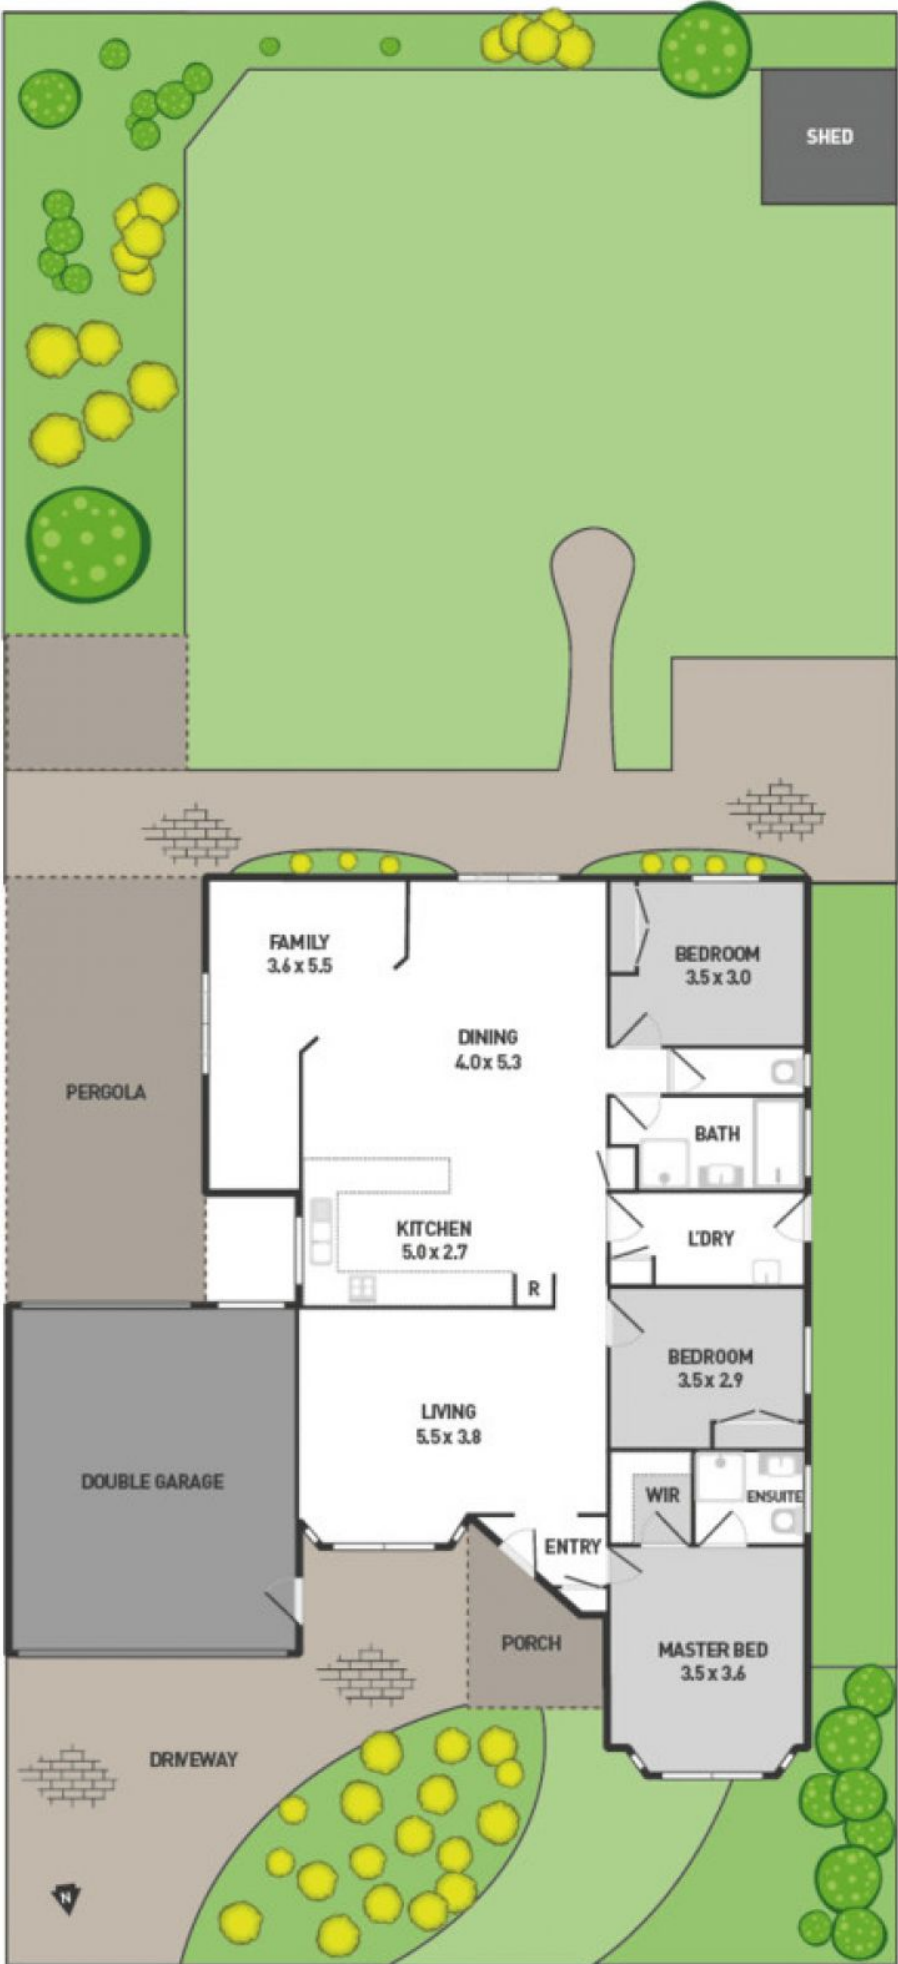 SHED
FAMILY
3.6 x 5.5
BEDROOM
3.5 x 3.0
DINING
4.0 x 5.3
PERGOLA
BATH
KITCHEN
5.0 x 2.7
L'DRY
R
BEDROOM
3.5 x 2.9
LIVING
5.5 x 3.8
DOUBLE GARAGE
WIR
ENSUITE
ENTRY
PORCH
MASTER BED
3.5 x 3.6
DRIVEWAY
N